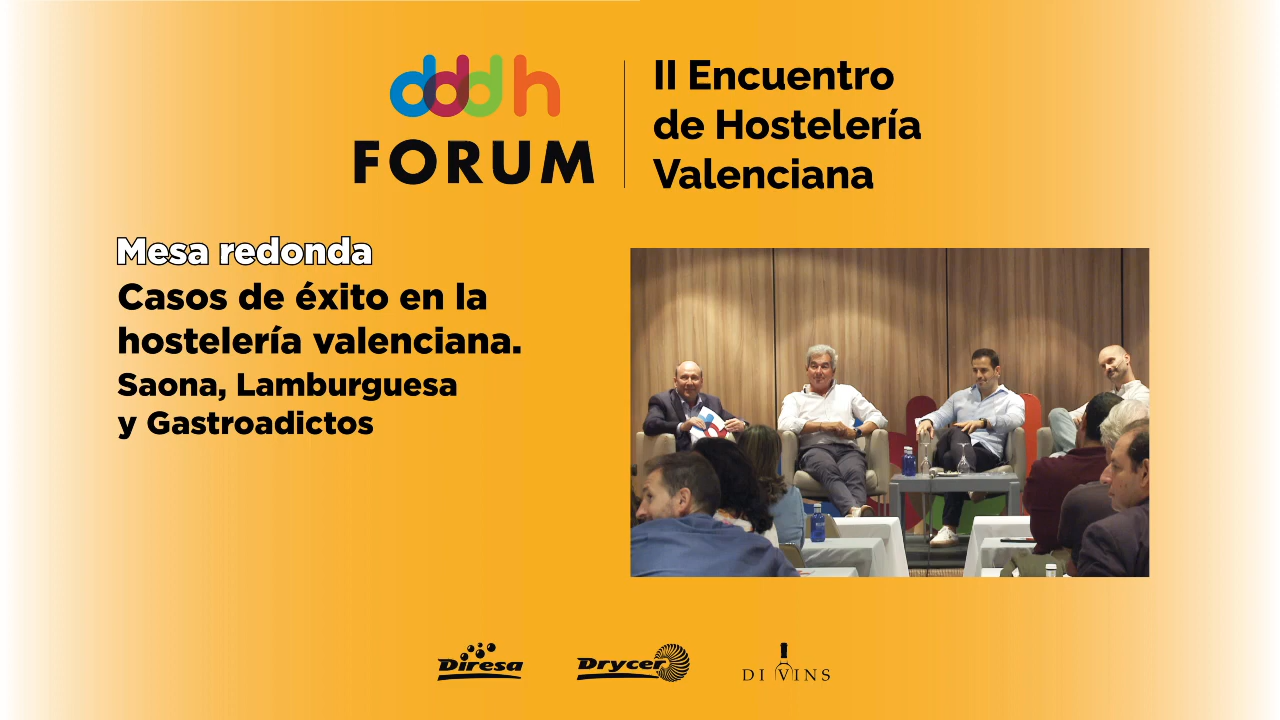 dddh
FORUM
II Encuentro
de Hostelería
Valenciana
Mesa redonda
Casos de éxito en la
hostelería valenciana.
Saona, Lamburguesa
y Gastroadictos
Diresa
Drycer
DI VINS